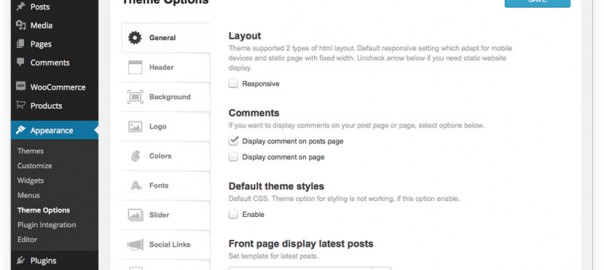 Posts
Media
Pages
Comments
WooCommerce
Products
Appearance
Themes
Customize
Widgets
Menus
Theme Options
Plugin Integration
Editor
Plugins
Theme Options
SAVE
General
Header
Background
Logo
Colors
Fonts
Slider
Social Links
Layout
Theme supported 2 types of html layout. Default responsive setting which adapt for mobile
devices and static page with fixed width. Uncheck arrow below if you need static website
display.
Responsive
Comments
If you want to display comments on your post page or page, select options below.
Display comment on posts page
Display comment on page
Default theme styles
Default CSS. Theme option for styling is not working, if this option enable.
Enable
Front page display latest posts
Set template for latest posts.